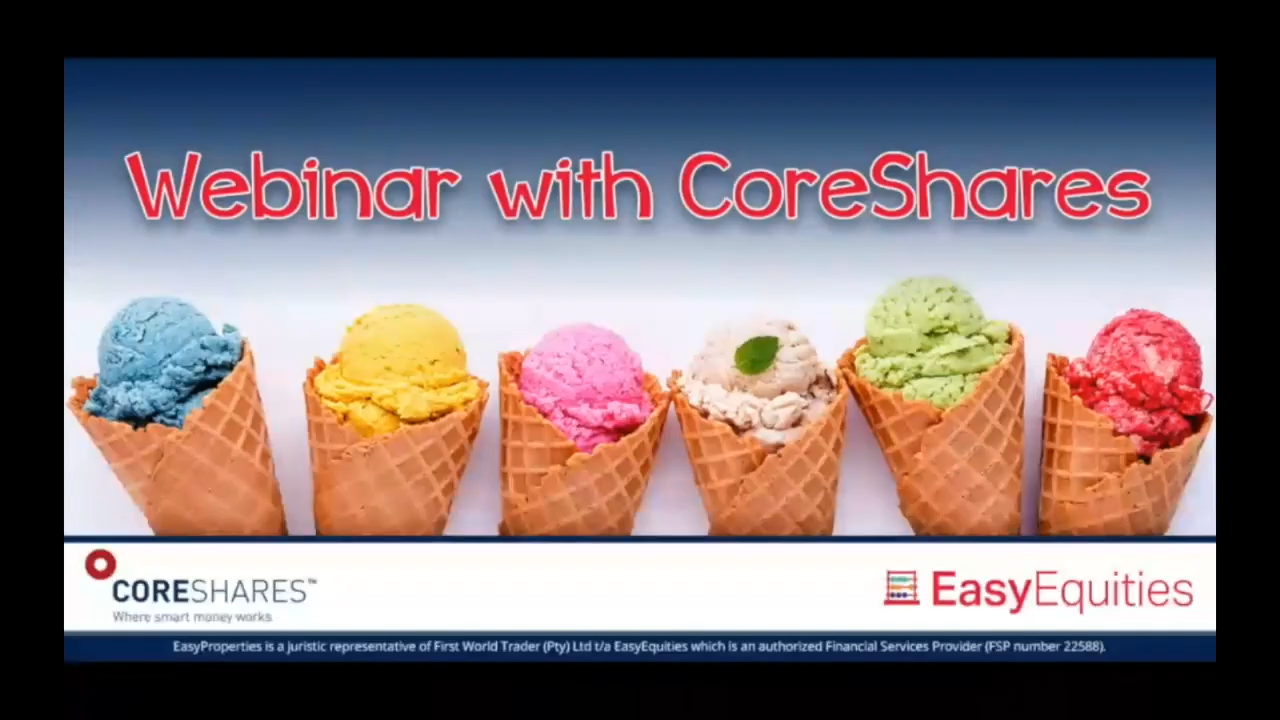 Webinar with CoreShares
CORESHARES™
Where smart money works
EasyEquities
EasyProperties is a juristic representative of First World Trader (Pty) Ltd t/a EasyEquities which is an authorized Financial Services Provider (FSP number 22588).